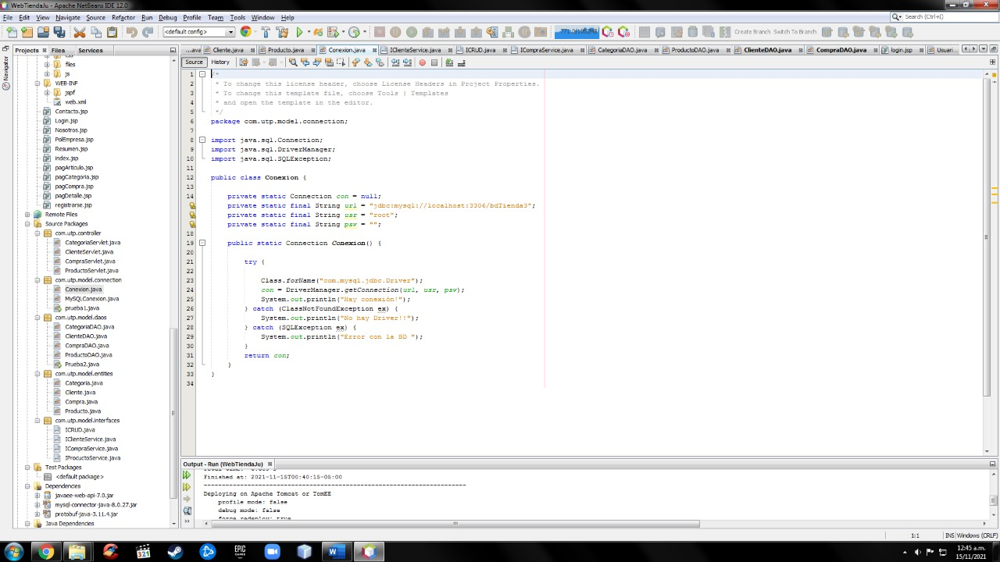 WebTiendaJu - Apache NetBeans IDE 12.0
File Edit View Navigate Source Refactor Run Debug Profile Team Tools Window Help
Search (Ctrl+I)
<default config>
Create Branch Switch To Branch
Projects Files Services
Navigator
...ava Cliente.java Producto.java Conexion.java IClienteService.java ICRUD.java ICompraService.java CategoriaDAO.java ProductoDAO.java ClienteDAO.java CompraDAO.java login.jsp Usuari
Source History
css
files
js
WEB-INF
jspf
web.xml
Contacto.jsp
Login.jsp
Nosotros.jsp
PolEmpresa.jsp
Resumen.jsp
index.jsp
pagArticulo.jsp
pagCategoria.jsp
pagCompra.jsp
pagDetalle.jsp
registrarse.jsp
Remote Files
Source Packages
com.utp.controller
CategoriaServlet.java
ClienteServlet.java
CompraServlet.java
ProductoServlet.java
com.utp.model.connection
Conexion.java
MySQLConexion.java
prueba1.java
com.utp.model.daos
CategoriaDAO.java
ClienteDAO.java
CompraDAO.java
ProductoDAO.java
Prueba2.java
com.utp.model.entities
Categoria.java
Cliente.java
Compra.java
Producto.java
com.utp.model.interfaces
ICRUD.java
IClienteService.java
ICompraService.java
IProcuctoService.java
Test Packages
<default package>
Dependencies
javaee-web-api-7.0.jar
mysql-connector-java-8.0.27.jar
protobuf-java-3.11.4.jar
Java Dependencies
1 /*
2 * To change this license header, choose License Headers in Project Properties.
3 * To change this template file, choose Tools | Templates
4 * and open the template in the editor.
5 */
6 package com.utp.model.connection;
7
8 import java.sql.Connection;
9 import java.sql.DriverManager;
10 import java.sql.SQLException;
11
12 public class Conexion {
13
14 private static Connection con = null;
private static final String url = "jdbc:mysql://localhost:3306/bdTienda3";
private static final String usr = "root";
private static final String psw = "";
18
19 public static Connection Conexion() {
20
21 try {
22
23 Class.forName("com.mysql.jdbc.Driver");
24 con = DriverManager.getConnection(url, usr, psw);
25 System.out.println("Hay conexión!");
26 } catch (ClassNotFoundException ex) {
27 System.out.println("No hay Driver!!");
28 } catch (SQLException ex) {
29 System.out.println("Error con la BD ");
30 }
31 return con;
32 }
33 }
34
Output - Run (WebTiendaJu)
Finished at: 2021-11-15T00:40:15-05:00
------------------------------------------------------------------------
Deploying on Apache Tomcat or TomEE
profile mode: false
debug mode: false
force redeploy: true
1:1 INS Windows (CRLF)
321
EPIC GAMES
W
12:45 a.m.
15/11/2021